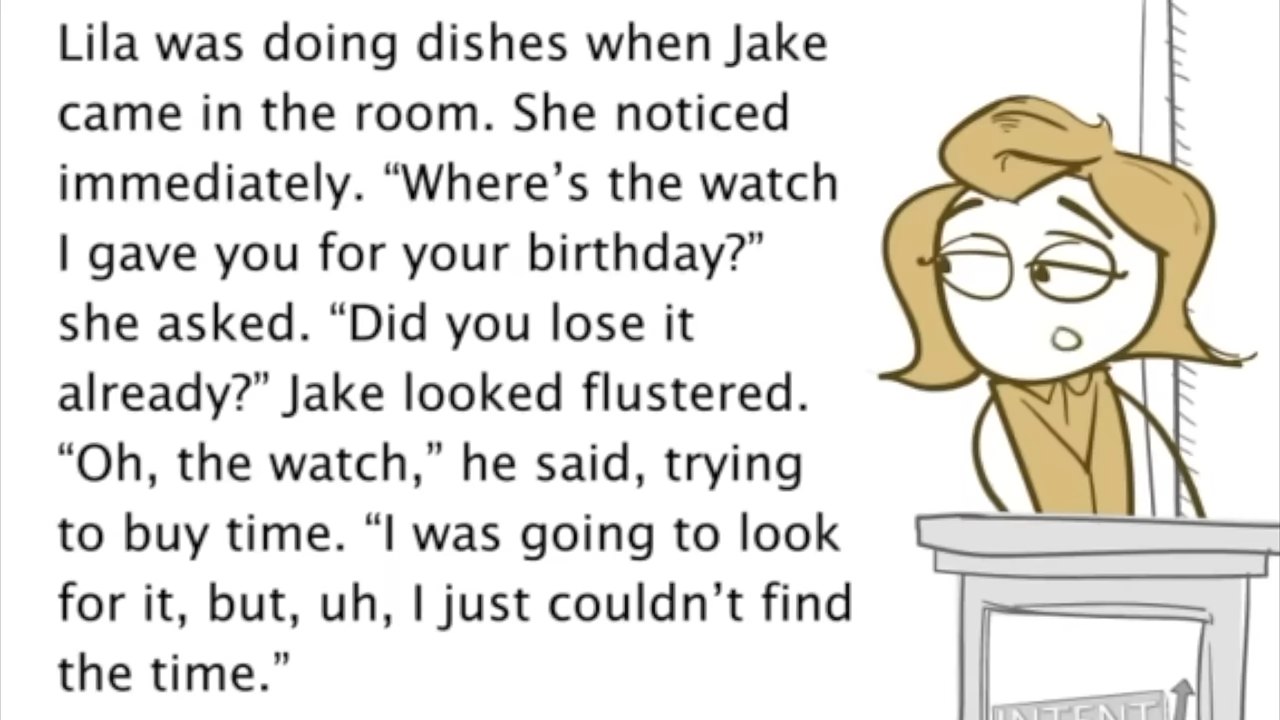 Lila was doing dishes when Jake
came in the room. She noticed
immediately. “Where’s the watch
I gave you for your birthday?”
she asked. “Did you lose it
already?” Jake looked flustered.
“Oh, the watch,” he said, trying
to buy time. “I was going to look
for it, but, uh, I just couldn’t find
the time.”
INTENT